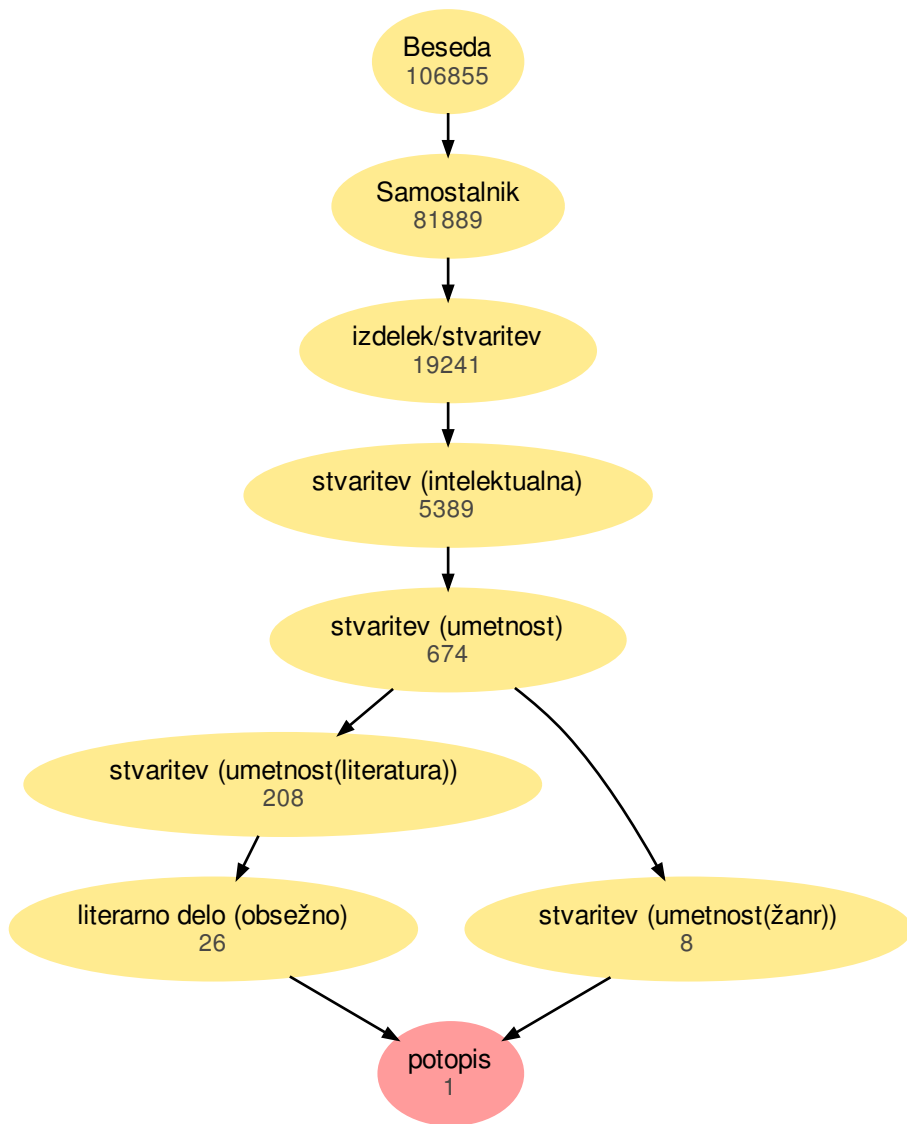 Beseda
106855
Samostalnik
81889
izdelek/stvaritev
19241
stvaritev (intelektualna)
5389
stvaritev (umetnost)
674
stvaritev (umetnost(literatura))
208
literarno delo (obsežno)
26
stvaritev (umetnost(žanr))
8
potopis
1